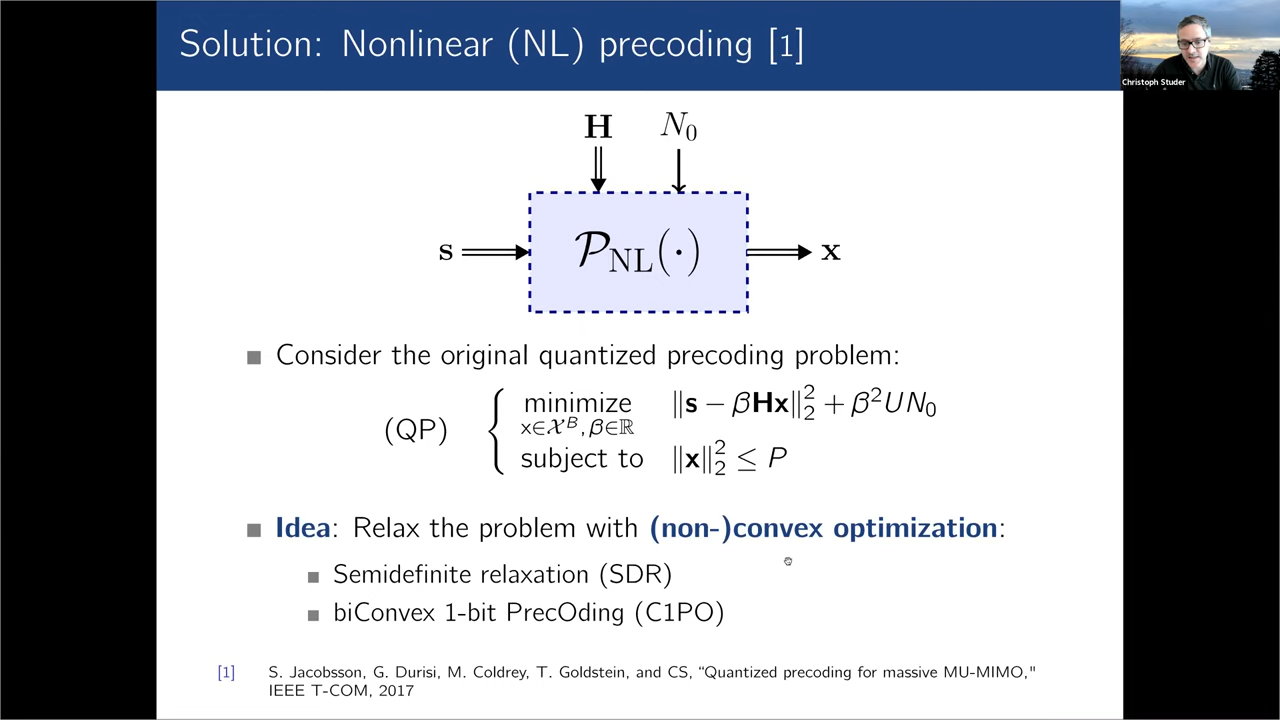 Solution: Nonlinear (NL) precoding [1]
Christoph Studer
H N₀
s 𝒫_NL(·) x
Consider the original quantized precoding problem:
(QP) { minimize x∈𝒳^B, β∈ℝ ‖s − βHx‖₂² + β²UN₀
subject to ‖x‖₂² ≤ P
Idea: Relax the problem with (non-)convex optimization:
Semidefinite relaxation (SDR)
biConvex 1-bit PrecOding (C1PO)
[1] S. Jacobsson, G. Durisi, M. Coldrey, T. Goldstein, and CS, "Quantized precoding for massive MU-MIMO,"
IEEE T-COM, 2017